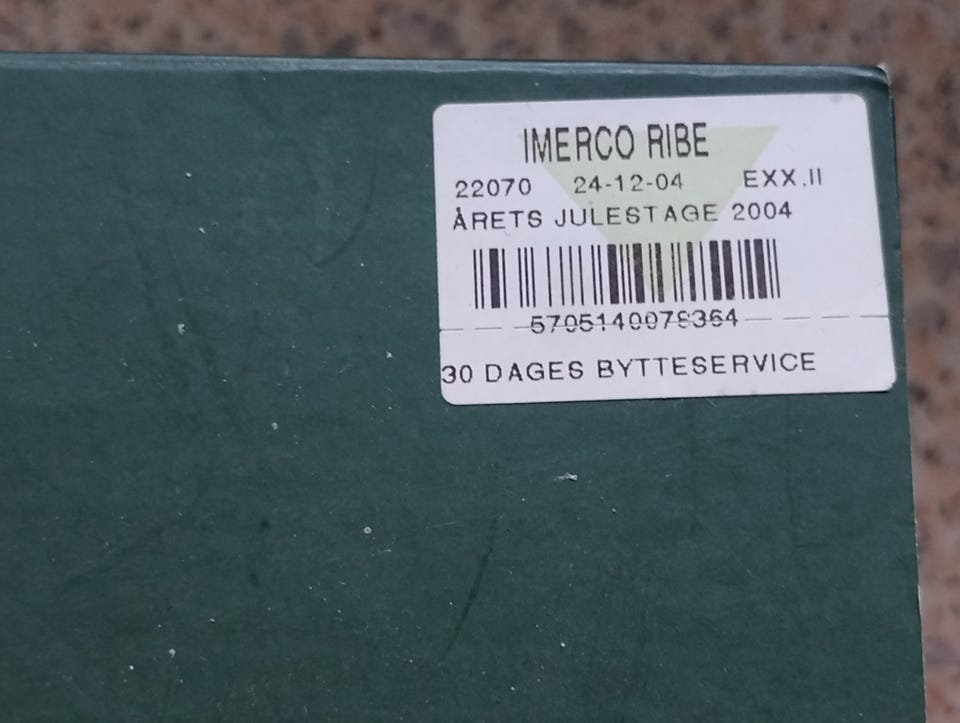 IMERCO RIBE
22070 24-12-04 EXX.II
ÅRETS JULESTAGE 2004
5705140078364
30 DAGES BYTTESERVICE